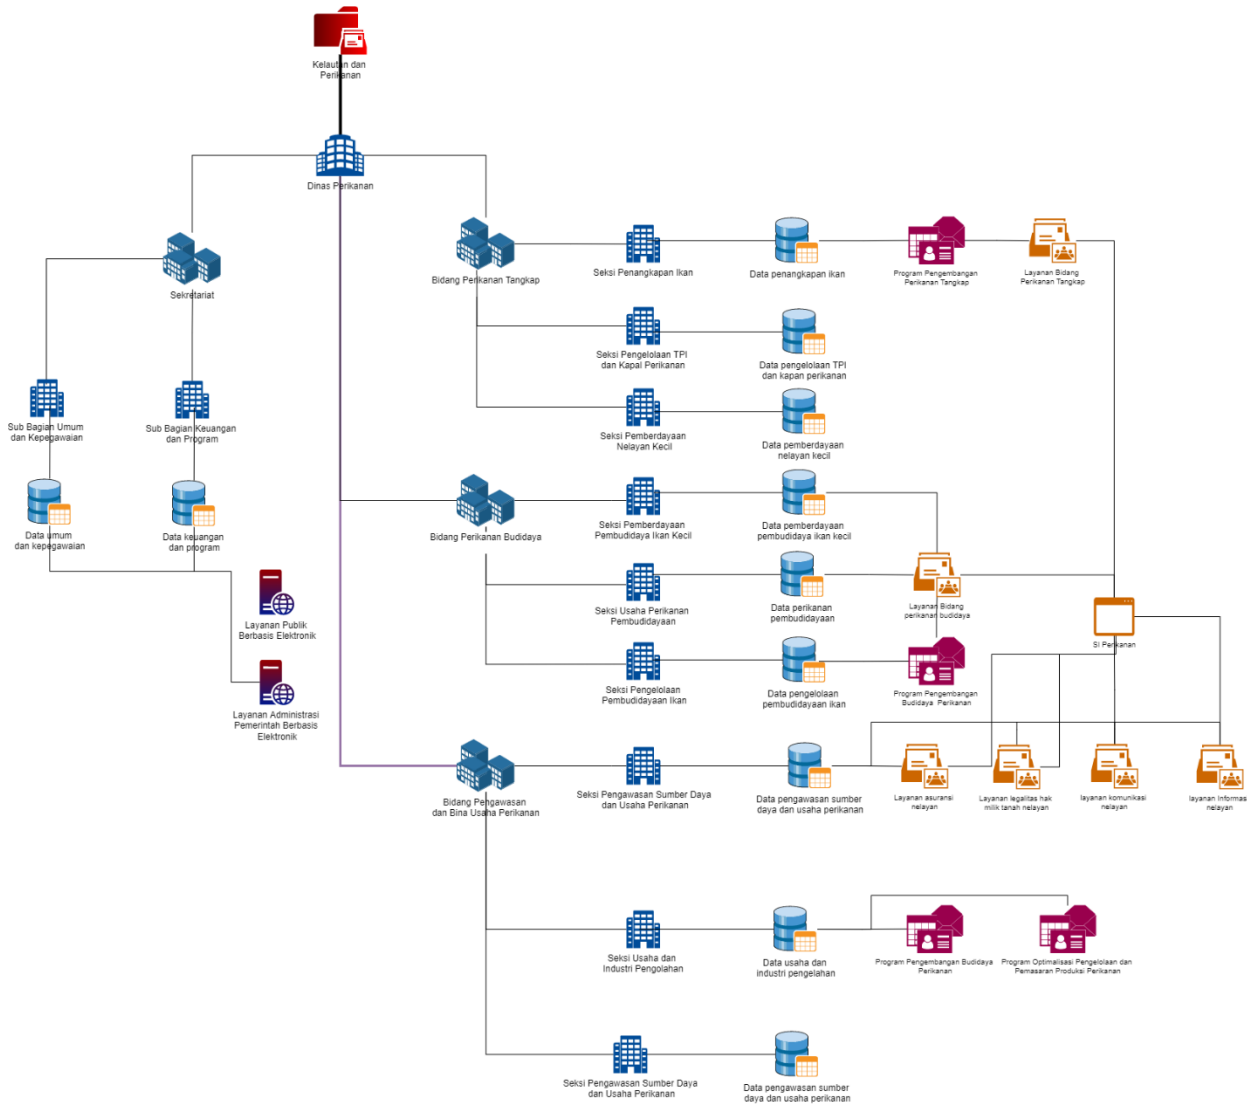 Kelautan dan
Perikanan
Dinas Perikanan
Sekretariat
Bidang Perikanan Tangkap
Seksi Penangkapan Ikan
Data penangkapan ikan
Program Pengembangan
Perikanan Tangkap
Layanan Bidang
Perikanan Tangkap
Seksi Pengelolaan TPI
dan Kapal Perikanan
Data pengelolaan TPI
dan kapan perikanan
Sub Bagian Umum
dan Kepegawaian
Sub Bagian Keuangan
dan Program
Seksi Pemberdayaan
Nelayan Kecil
Data pemberdayaan
nelayan kecil
Data umum
dan kepegawaian
Data keuangan
dan program
Bidang Perikanan Budidaya
Seksi Pemberdayaan
Pembudidaya Ikan Kecil
Data pemberdayaan
pembudidaya ikan kecil
Layanan Publik
Berbasis Elektronik
Seksi Usaha Perikanan
Pembudidayaan
Data perikanan
pembudidayaan
Layanan Bidang
perikanan budidaya
SI Perikanan
Layanan Administrasi
Pemerintah Berbasis
Elektronik
Seksi Pengelolaan
Pembudidayaan Ikan
Data pengelolaan
pembudidayaan ikan
Program Pengembangan
Budidaya Perikanan
Bidang Pengawasan
dan Bina Usaha Perikanan
Seksi Pengawasan Sumber Daya
dan Usaha Perikanan
Data pengawasan sumber
daya dan usaha perikanan
Layanan asuransi
nelayan
Layanan legalitas hak
milik tanah nelayan
layanan komunikasi
nelayan
layanan Informas
nelayan
Seksi Usaha dan
Industri Pengolahan
Data usaha dan
industri pengelahan
Program Pengembangan Budidaya
Perikanan
Program Optimalisasi Pengelolaan dan
Pemasaran Produksi Perikanan
Seksi Pengawasan Sumber Daya
dan Usaha Perikanan
Data pengawasan sumber
daya dan usaha perikanan